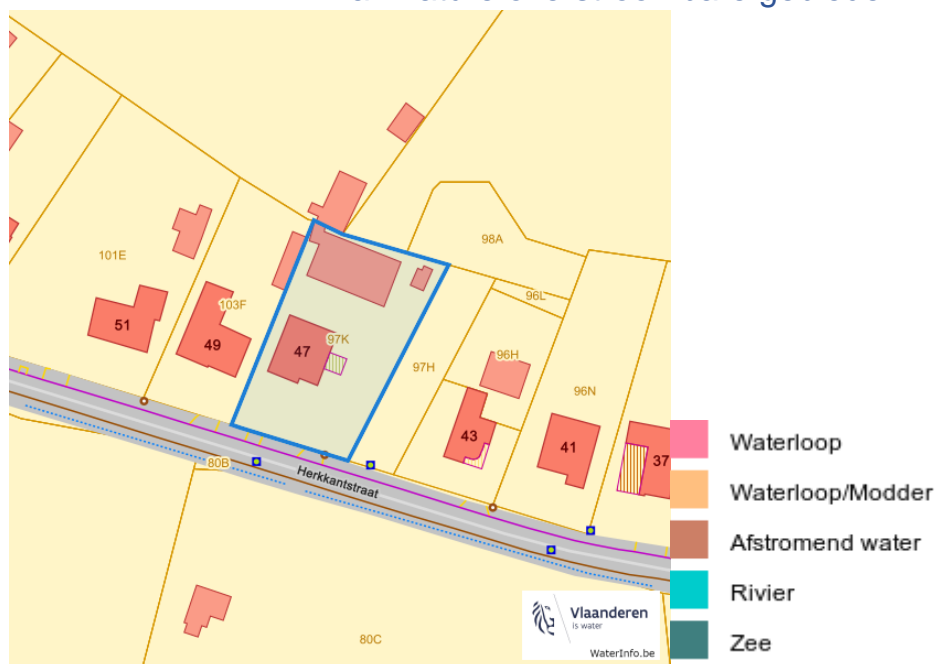 98A
101E
96L
103F
51
49
47
97K
97H
96H
96N
43
41
37
Herkkantstraat
80B
80C
Vlaanderen
is water
WaterInfo.be
Waterloop
Waterloop/Modder
Afstromend water
Rivier
Zee